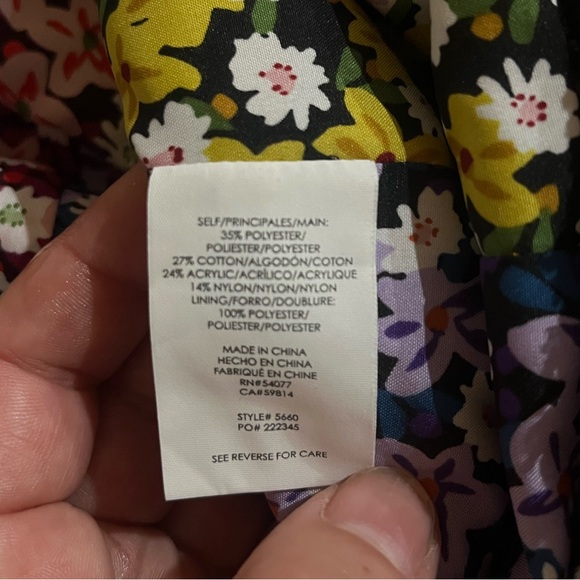 SELF/PRINCIPALES/MAIN:
35% POLYESTER/
POLIESTER/POLYESTER
27% COTTON/ALGODÓN/COTON
24% ACRYLIC/ACRÍLICO/ACRYLIQUE
14% NYLON/NYLON/NYLON
LINING/FORRO/DOUBLURE:
100% POLYESTER/
POLIESTER/POLYESTER
MADE IN CHINA
HECHO EN CHINA
FABRIQUÉ EN CHINE
RN#54077
CA#59814
STYLE# 5660
PO# 222345
SEE REVERSE FOR CARE